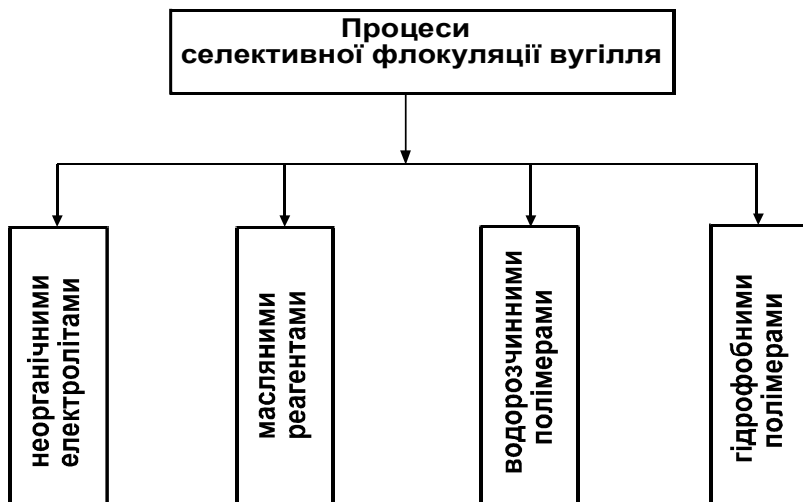 Процеси
селективної флокуляції вугілля
неорганічними
електролітами
масляними
реагентами
водорозчинними
полімерами
гідрофобними
полімерами